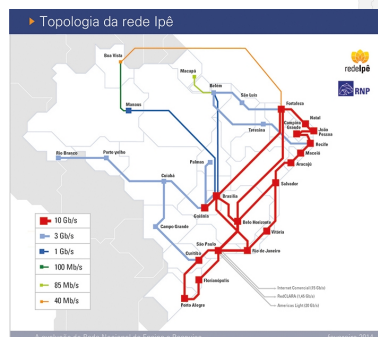 Topologia da rede Ipê
redeIpê
RNP
Boa Vista
Macapá
Belém
São Luís
Fortaleza
Manaus
Natal
Campina
Grande
João
Pessoa
Teresina
Recife
Maceió
Aracaju
Rio Branco
Porto velho
Palmas
Cuiabá
Salvador
Brasília
Goiânia
Belo Horizonte
Campo Grande
Vitória
São Paulo
Rio de Janeiro
Curitiba
Florianópolis
Porto Alegre
10 Gb/s
3 Gb/s
1 Gb/s
100 Mb/s
85 Mb/s
40 Mb/s